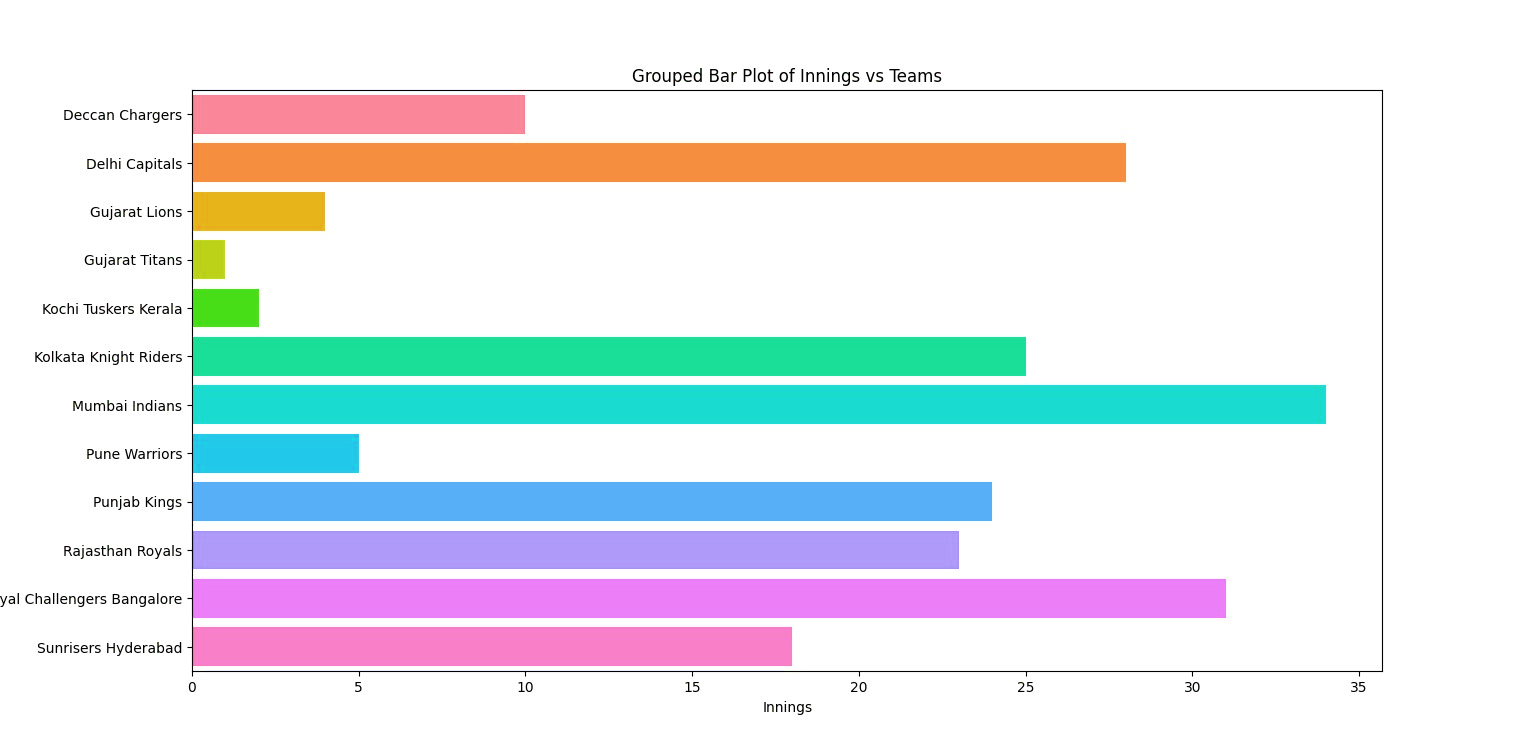 Grouped Bar Plot of Innings vs Teams
Deccan Chargers
Delhi Capitals
Gujarat Lions
Gujarat Titans
Kochi Tuskers Kerala
Kolkata Knight Riders
Mumbai Indians
Pune Warriors
Punjab Kings
Rajasthan Royals
yal Challengers Bangalore
Sunrisers Hyderabad
0 5 10 15 20 25 30 35
Innings